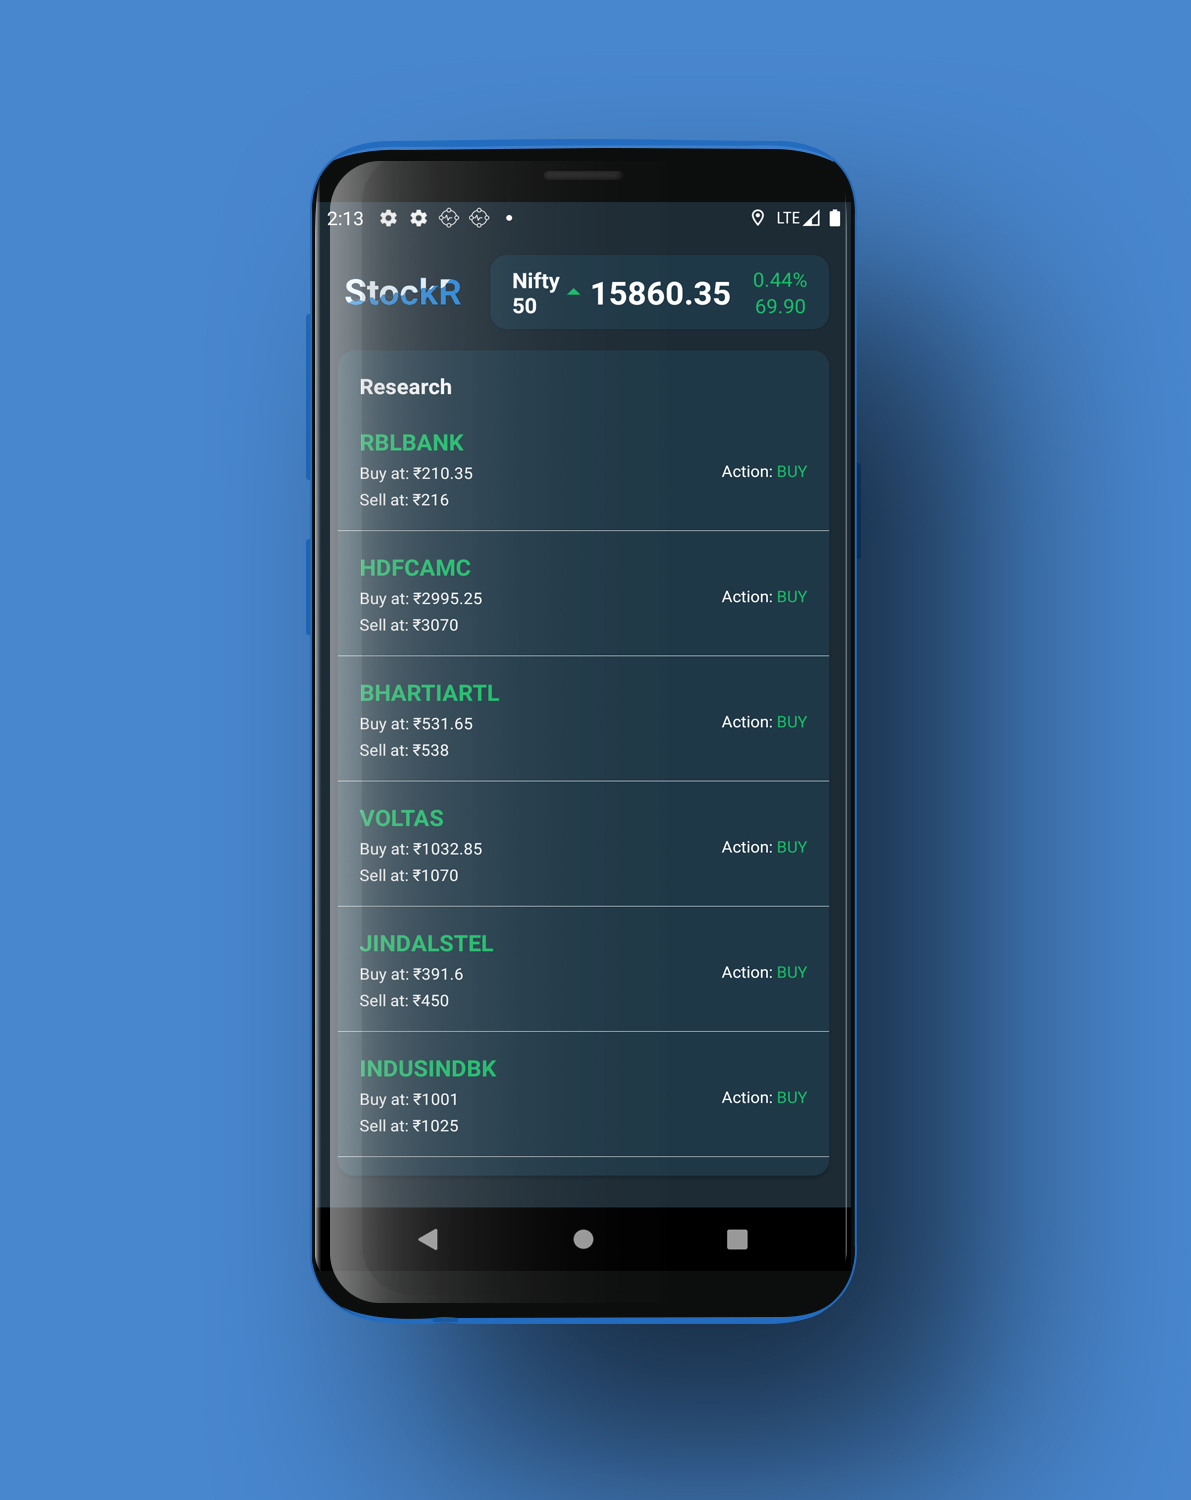 2:13 LTE
StockR
Nifty 50 15860.35 0.44% 69.90
Research
RBLBANK
Buy at: ₹210.35
Action: BUY
Sell at: ₹216
HDFCAMC
Buy at: ₹2995.25
Action: BUY
Sell at: ₹3070
BHARTIARTL
Buy at: ₹531.65
Action: BUY
Sell at: ₹538
VOLTAS
Buy at: ₹1032.85
Action: BUY
Sell at: ₹1070
JINDALSTEL
Buy at: ₹391.6
Action: BUY
Sell at: ₹450
INDUSINDBK
Buy at: ₹1001
Action: BUY
Sell at: ₹1025